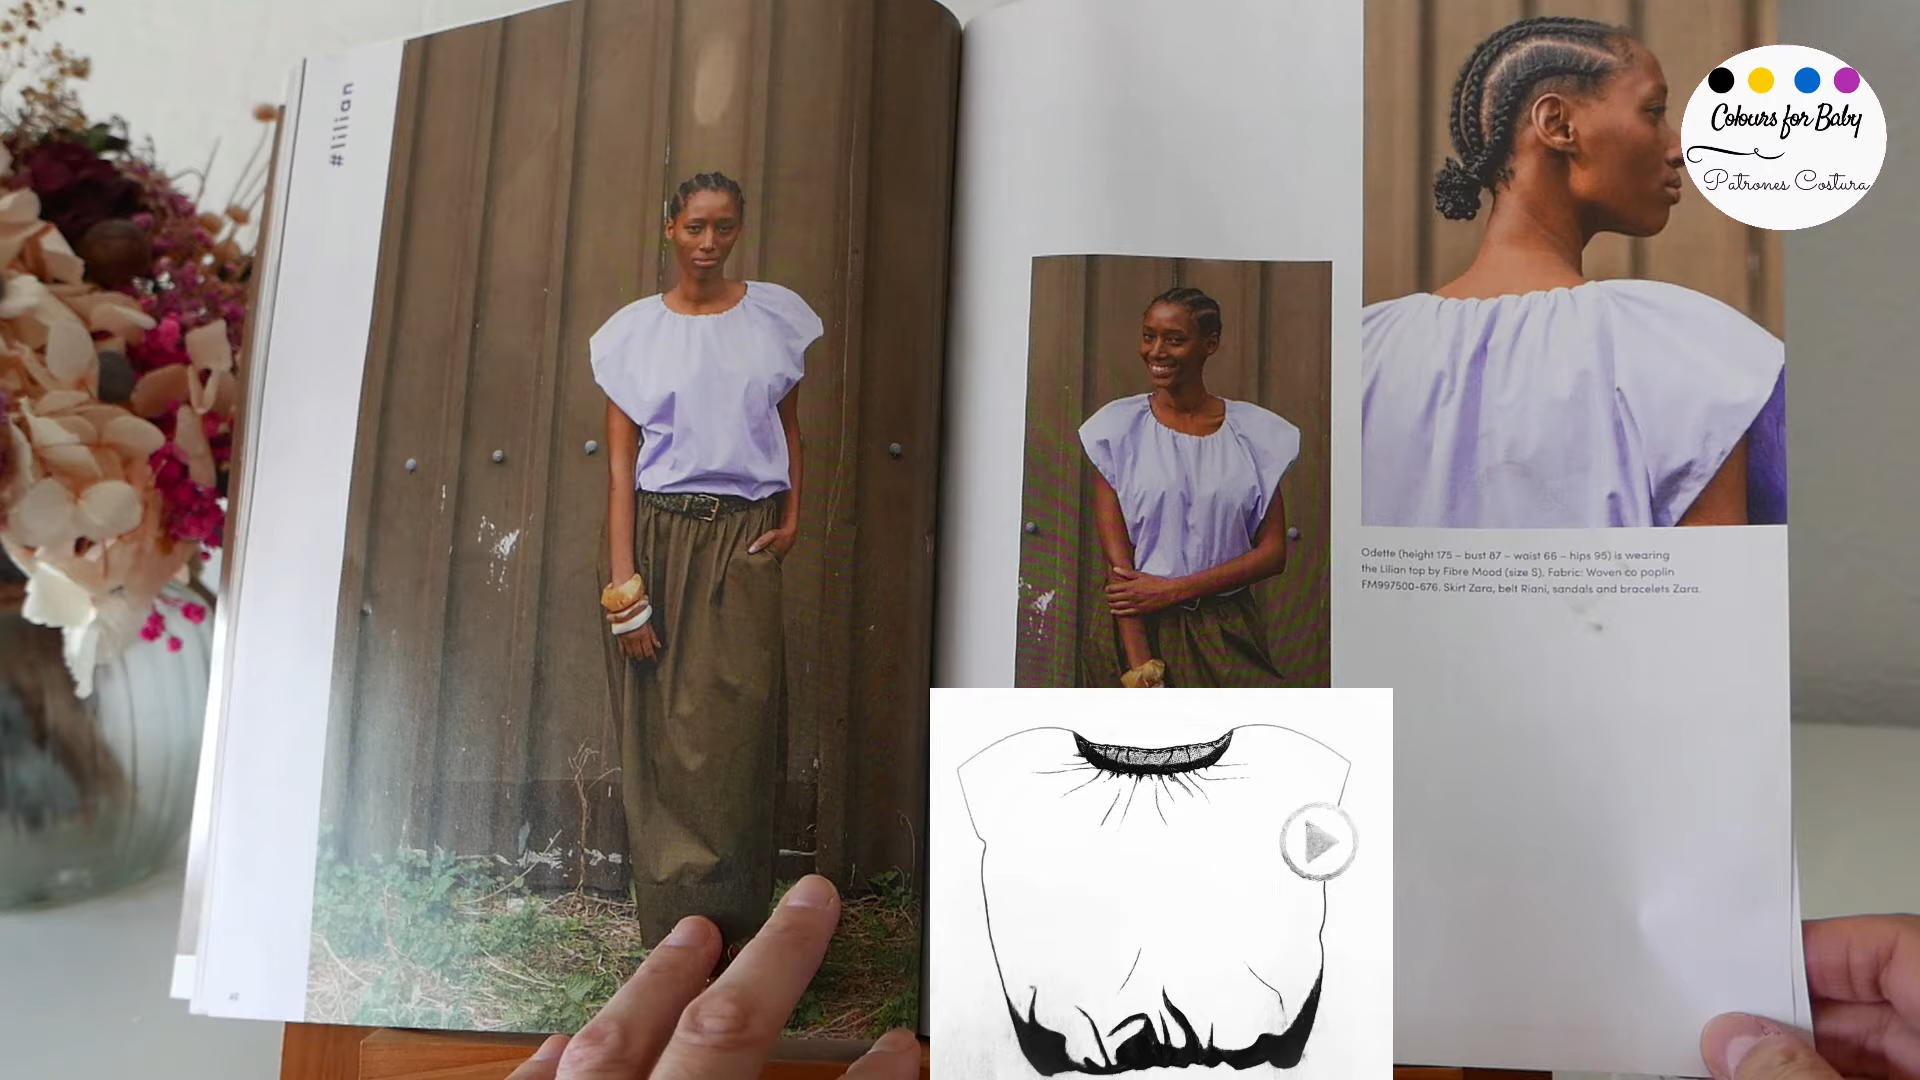 #lilian
Colours for Baby
Patrones Costura
Odette (height 175 – bust 87 – waist 66 – hips 95) is wearing
the Lilian top by Fibre Mood (size S), Fabric: Woven co poplin
FM997500-676. Skirt Zara, belt Riani, sandals and bracelets Zara.